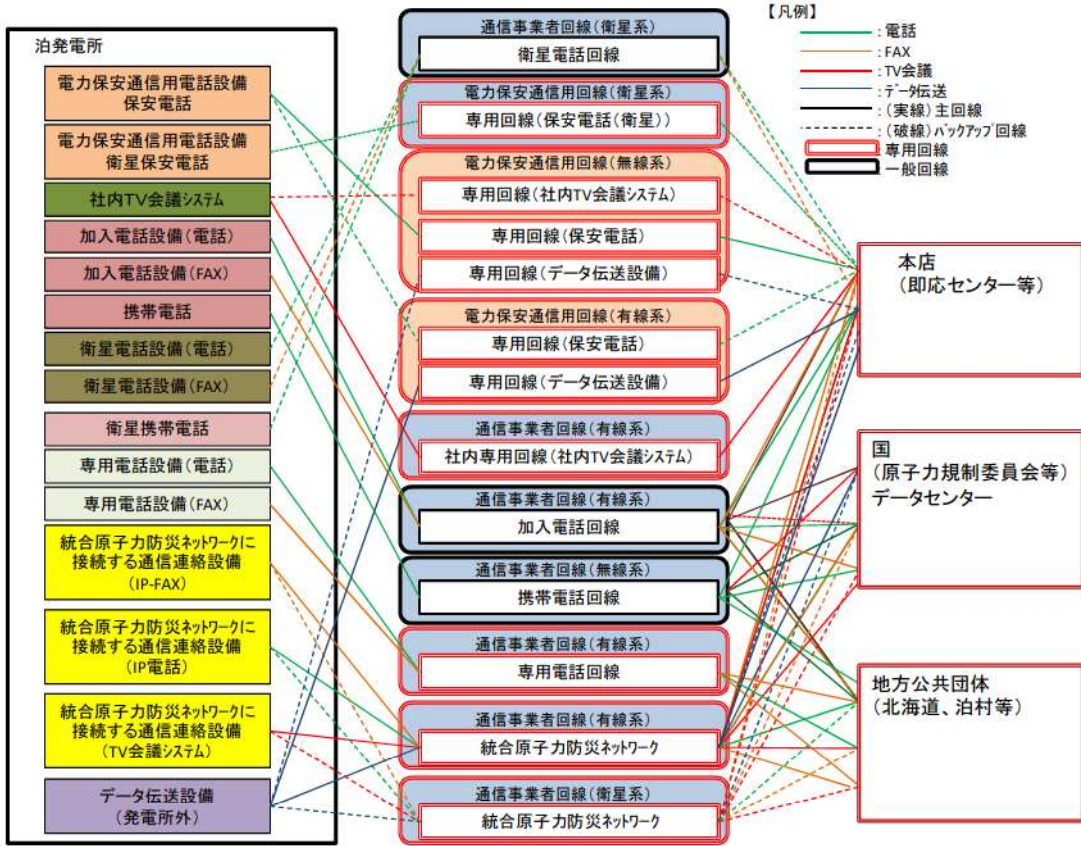 泊発電所
電力保安通信用電話設備
保安電話
電力保安通信用電話設備
衛星保安電話
社内TV会議システム
加入電話設備(電話)
加入電話設備(FAX)
携帯電話
衛星電話設備(電話)
衛星電話設備(FAX)
衛星携帯電話
専用電話設備(電話)
専用電話設備(FAX)
統合原子力防災ネットワークに
接続する通信連絡設備
(IP-FAX)
統合原子力防災ネットワークに
接続する通信連絡設備
(IP電話)
統合原子力防災ネットワークに
接続する通信連絡設備
(TV会議システム)
データ伝送設備
(発電所外)
通信事業者回線(衛星系)
衛星電話回線
電力保安通信用回線(衛星系)
専用回線(保安電話(衛星))
電力保安通信用回線(無線系)
専用回線(社内TV会議システム)
専用回線(保安電話)
専用回線(データ伝送設備)
電力保安通信用回線(有線系)
専用回線(保安電話)
専用回線(データ伝送設備)
通信事業者回線(有線系)
社内専用回線(社内TV会議システム)
通信事業者回線(有線系)
加入電話回線
通信事業者回線(無線系)
携帯電話回線
通信事業者回線(有線系)
専用電話回線
通信事業者回線(有線系)
統合原子力防災ネットワーク
通信事業者回線(衛星系)
統合原子力防災ネットワーク
【凡例】
:電話
:FAX
:TV会議
:データ伝送
:(実線)主回線
:(破線)バックアップ回線
:専用回線
:一般回線
本店
(即応センター等)
国
(原子力規制委員会等)
データセンター
地方公共団体
(北海道、泊村等)